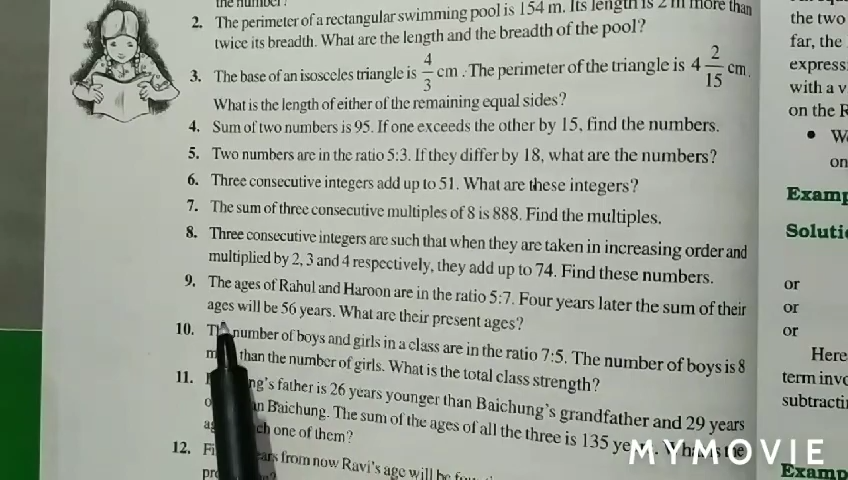 the number?
2. The perimeter of a rectangular swimming pool is 154 m. Its length is 2 m more than
twice its breadth. What are the length and the breadth of the pool?
3. The base of an isosceles triangle is 4/3 cm. The perimeter of the triangle is 4 2/15 cm.
What is the length of either of the remaining equal sides?
4. Sum of two numbers is 95. If one exceeds the other by 15, find the numbers.
5. Two numbers are in the ratio 5:3. If they differ by 18, what are the numbers?
6. Three consecutive integers add up to 51. What are these integers?
7. The sum of three consecutive multiples of 8 is 888. Find the multiples.
8. Three consecutive integers are such that when they are taken in increasing order and
multiplied by 2, 3 and 4 respectively, they add up to 74. Find these numbers.
9. The ages of Rahul and Haroon are in the ratio 5:7. Four years later the sum of their
ages will be 56 years. What are their present ages?
10. number of boys and girls in a class are in the ratio 7:5. The number of boys is 8
than the number of girls. What is the total class strength?
11. father is 26 years younger than Baichung's grandfather and 29 years
Baichung. The sum of the ages of all the three is 135
one of them?
12. from now Ravi's age will be
the two
far, the
express
with a v
on the R
on
Examp
Soluti
or
or
or
Here
term invo
subtracti
Examp
MYMOVIE